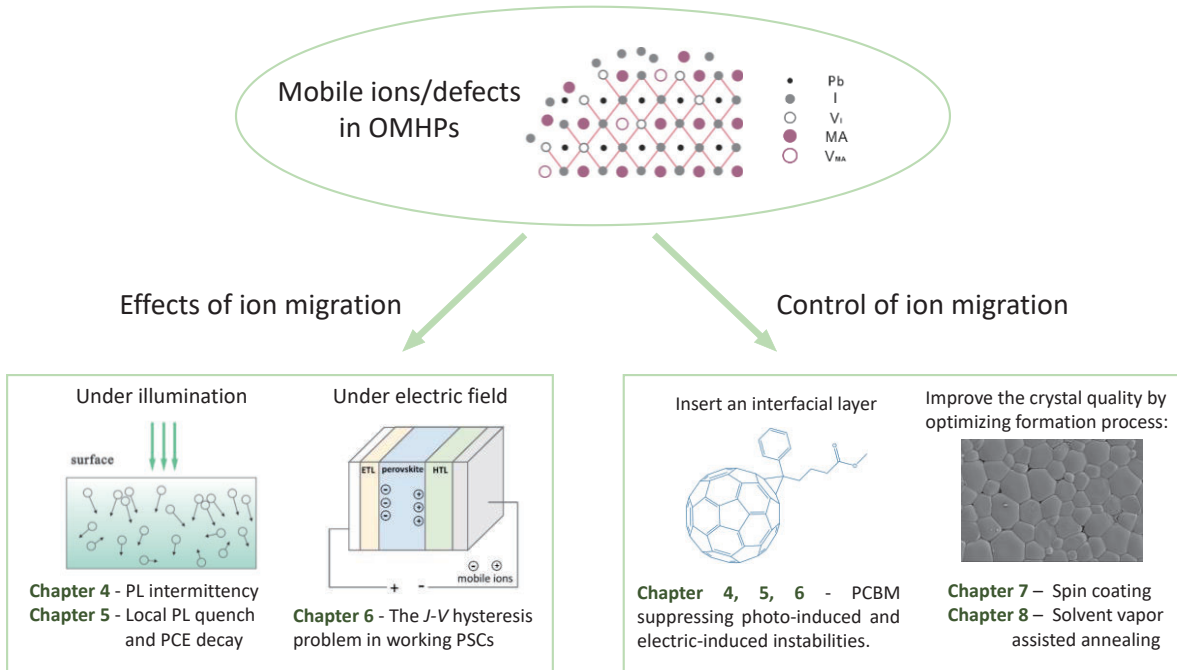 Mobile ions/defects
in OMHPs
Pb
I
V_I
MA
V_MA
Effects of ion migration
Control of ion migration
Under illumination
surface
Chapter 4 - PL intermittency
Chapter 5 - Local PL quench
and PCE decay
Under electric field
ETL perovskite HTL
+ -
mobile ions
Chapter 6 - The J-V hysteresis
problem in working PSCs
Insert an interfacial layer
O
O
Chapter 4, 5, 6 - PCBM
suppressing photo-induced and
electric-induced instabilities.
Improve the crystal quality by
optimizing formation process:
Chapter 7 – Spin coating
Chapter 8 – Solvent vapor
assisted annealing